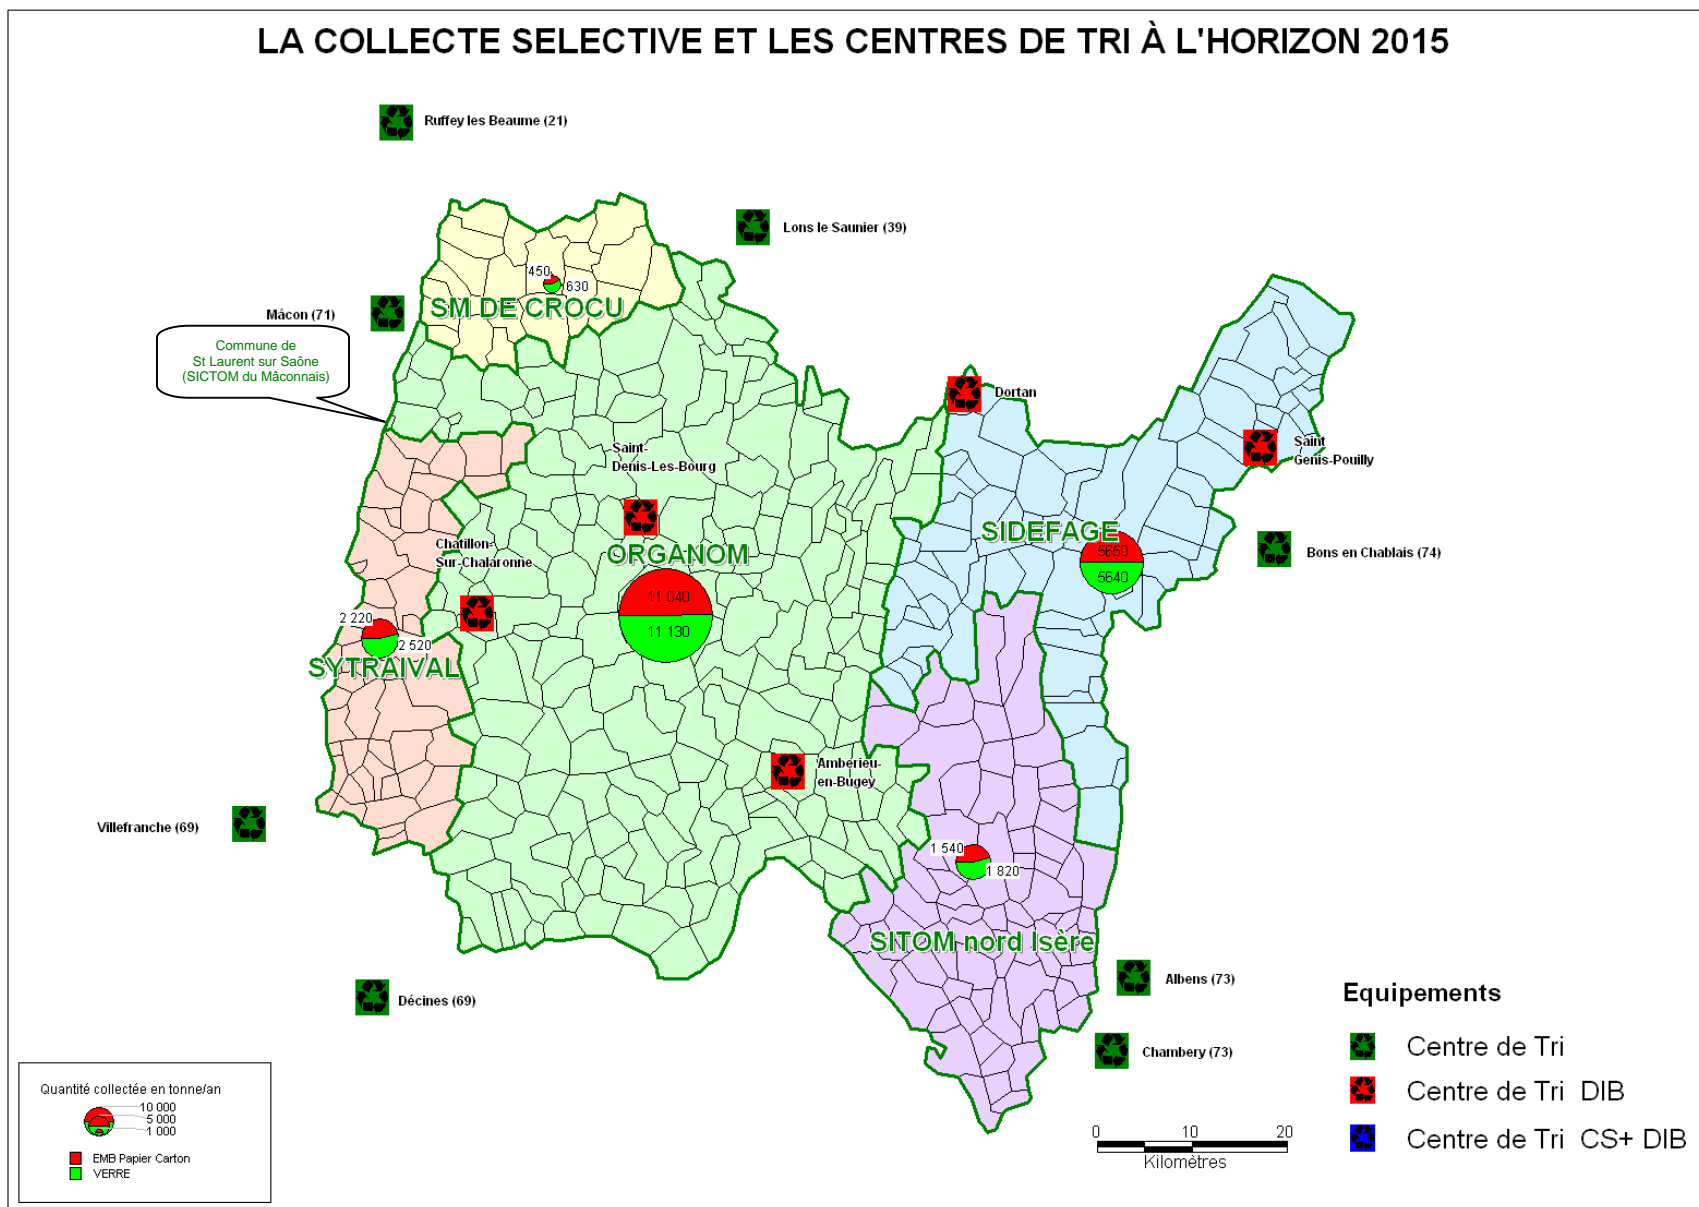 LA COLLECTE SELECTIVE ET LES CENTRES DE TRI À L'HORIZON 2015
Ruffey les Beaume (21)
Lons le Saunier (39)
450
630
SM DE CROCU
Mâcon (71)
Commune de
St Laurent sur Saône
(SICTOM du Mâconnais)
Dortan
Saint
Genis-Pouilly
Saint-
Denis-Les-Bourg
SIDEFAGE
5650
5640
Bons en Chablais (74)
Chatillon-
Sur-Chalaronne
ORGANOM
11 040
11 130
2 220
2 520
SYTRAIVAL
Amberieu-
en-Bugey
Villefranche (69)
1 540
1 820
SITOM nord Isère
Albens (73)
Décines (69)
Chambery (73)
Equipements
Centre de Tri
Centre de Tri DIB
Centre de Tri CS+ DIB
0 10 20
Kilomètres
Quantité collectée en tonne/an
10 000
5 000
1 000
EMB Papier Carton
VERRE